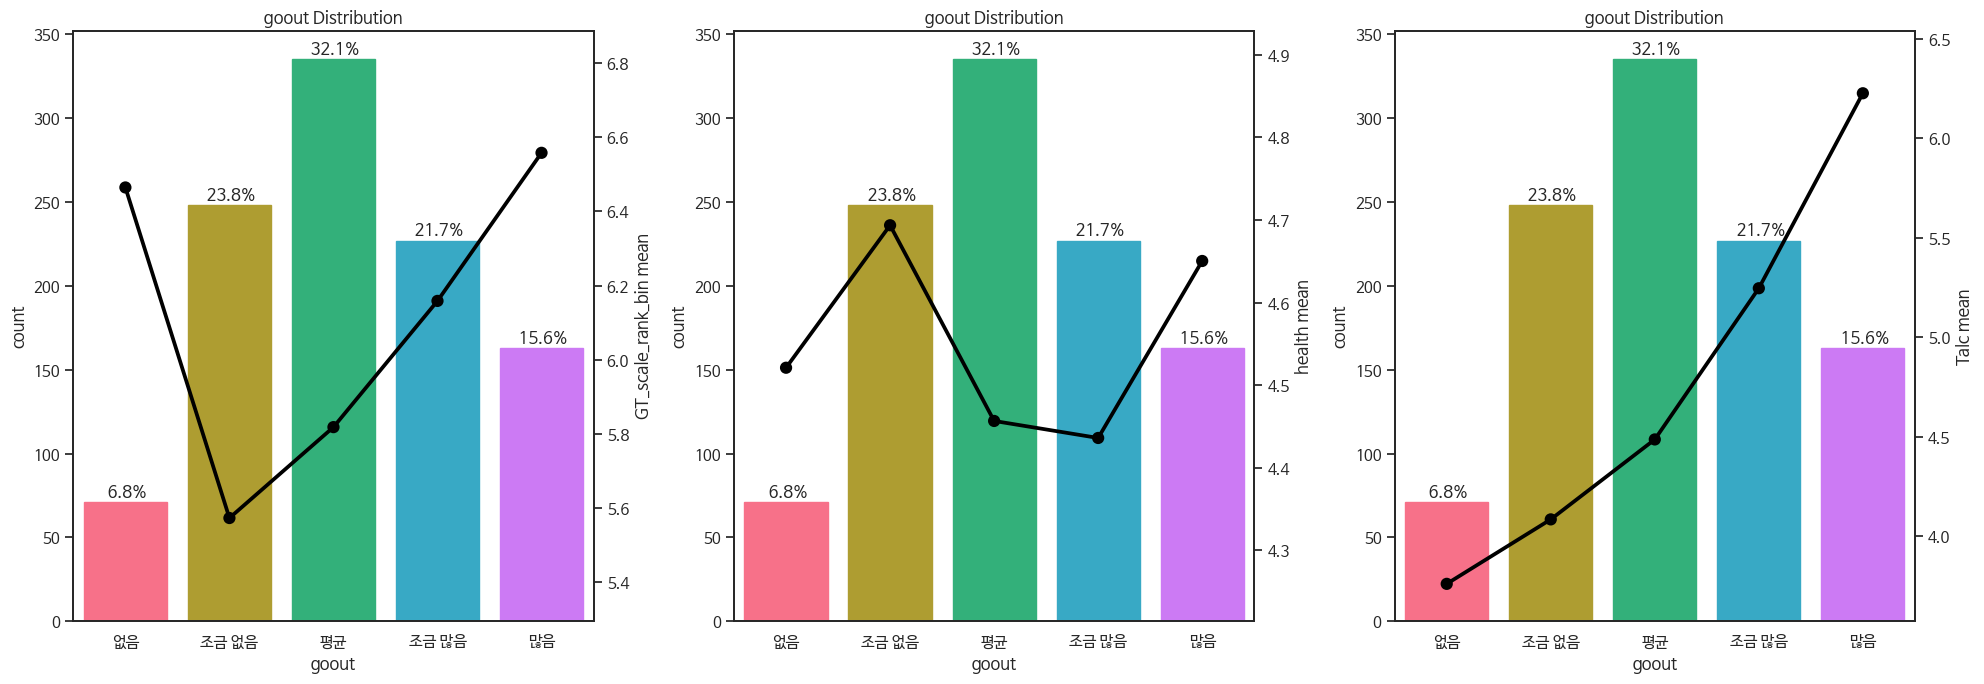 goout Distribution
350
300
250
200
150
100
50
0
count
6.8%
23.8%
32.1%
21.7%
15.6%
6.8
6.6
6.4
6.2
6.0
5.8
5.6
5.4
GT_scale_rank_bin mean
없음
조금 없음
평균
조금 많음
많음
goout
goout Distribution
350
300
250
200
150
100
50
0
count
6.8%
23.8%
32.1%
21.7%
15.6%
4.9
4.8
4.7
4.6
4.5
4.4
4.3
health mean
없음
조금 없음
평균
조금 많음
많음
goout
goout Distribution
350
300
250
200
150
100
50
0
count
6.8%
23.8%
32.1%
21.7%
15.6%
6.5
6.0
5.5
5.0
4.5
4.0
Talc mean
없음
조금 없음
평균
조금 많음
많음
goout